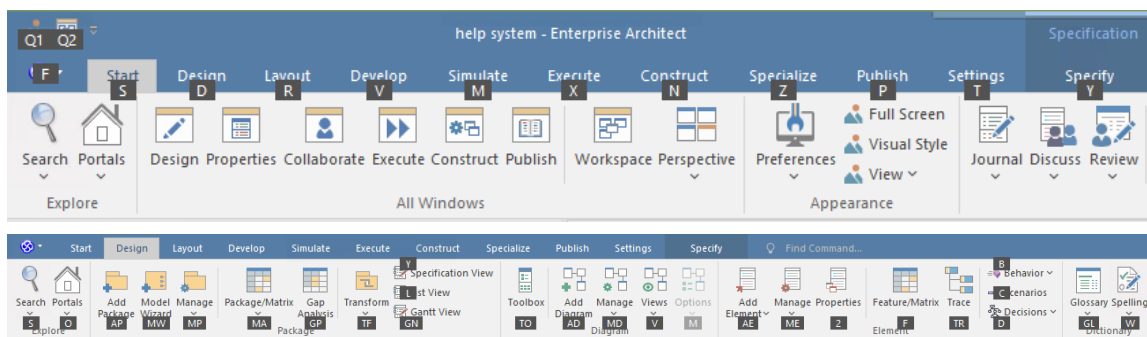 Q1 Q2 help system - Enterprise Architect Specification
F
Start Design Layout Develop Simulate Execute Construct Specialize Publish Settings Specify
S D R V M X N Z P T Y
Search Portals Design Properties Collaborate Execute Construct Publish Workspace Perspective Preferences Full Screen Visual Style View Journal Discuss Review
Explore All Windows Appearance
Start Design Layout Develop Simulate Execute Construct Specialize Publish Settings Specify Find Command...
Search Portals Add Package Model Wizard Manage Package/Matrix Gap Analysis Transform Specification View List View Gantt View Toolbox Add Diagram Manage Views Options Add Element Manage Properties Feature/Matrix Trace Behavior Scenarios Decisions Glossary Spelling
Y L B C
S O AP MW MP MA GP TF GN TO AD MD V M AE ME 2 F TR D GL W
Explore Package Diagram Element Dictionary